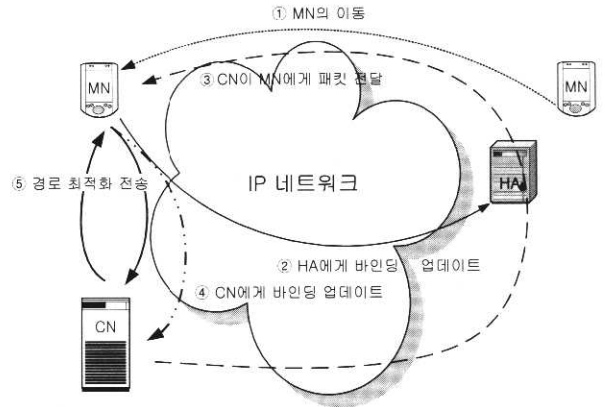 ① MN의 이동
MN
MN
③ CN이 MN에게 패킷 전달
⑤ 경로 최적화 전송
IP 네트워크
HA
② HA에게 바인딩 업데이트
④ CN에게 바인딩 업데이트
CN